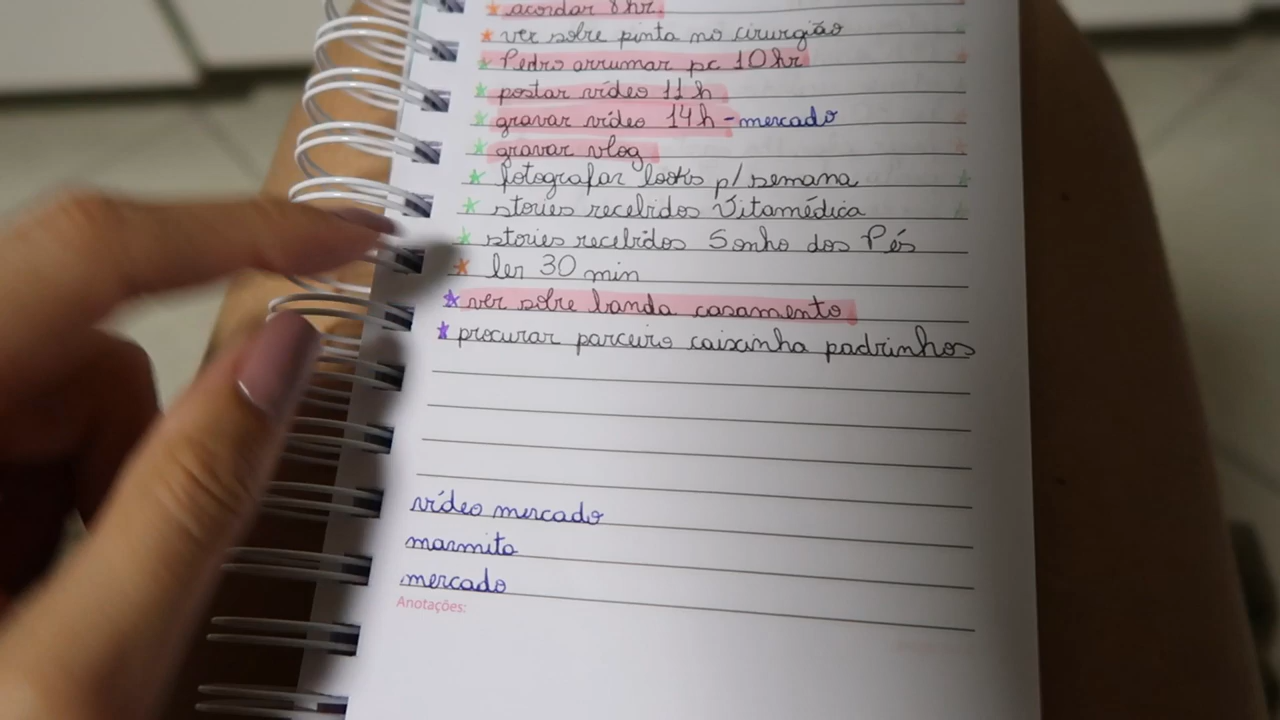 acordar 8hr.
ver sobre pinta no cirurgião
Pedro arrumar pc 10hr
postar vídeo 11h
gravar vídeo 14h - mercado
gravar vlog
fotografar looks p/ semana
stories recebidos Vitamédica
stories recebidos Sonho dos Pés
ler 30 min
ver sobre banda casamento
procurar parceiro caixinha padrinhos
vídeo mercado
marmita
mercado
Anotações: